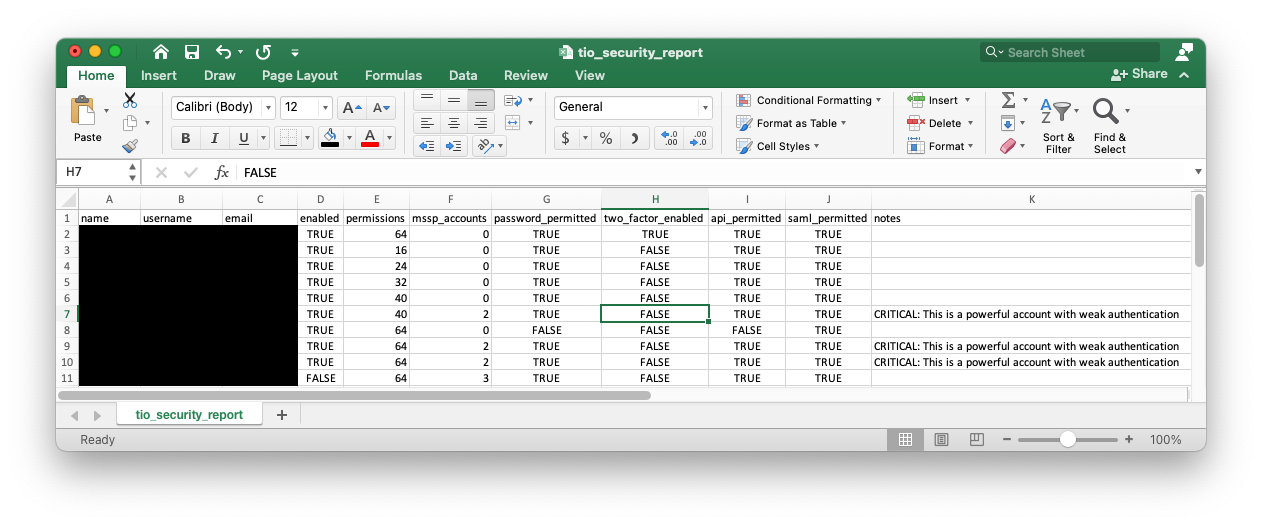 tio_security_report
Search Sheet
Home Insert Draw Page Layout Formulas Data Review View Share
Paste
Calibri (Body) 12 A A
B I U A
General
$ % .0 .00 .00 .0
Conditional Formatting
Format as Table
Cell Styles
Insert
Delete
Format
Sort & Filter
Find & Select
H7 fx FALSE
A B C D E F G H I J K
1 name username email enabled permissions mssp_accounts password_permitted two_factor_enabled api_permitted saml_permitted notes
2 TRUE 64 0 TRUE TRUE TRUE TRUE
3 TRUE 16 0 TRUE FALSE TRUE TRUE
4 TRUE 24 0 TRUE FALSE TRUE TRUE
5 TRUE 32 0 TRUE FALSE TRUE TRUE
6 TRUE 40 0 TRUE FALSE TRUE TRUE
7 TRUE 40 2 TRUE FALSE TRUE TRUE CRITICAL: This is a powerful account with weak authentication
8 TRUE 64 0 FALSE FALSE FALSE TRUE
9 TRUE 64 2 TRUE FALSE TRUE TRUE CRITICAL: This is a powerful account with weak authentication
10 TRUE 64 2 TRUE FALSE TRUE TRUE CRITICAL: This is a powerful account with weak authentication
11 FALSE 64 3 TRUE FALSE TRUE TRUE
tio_security_report +
Ready 100%